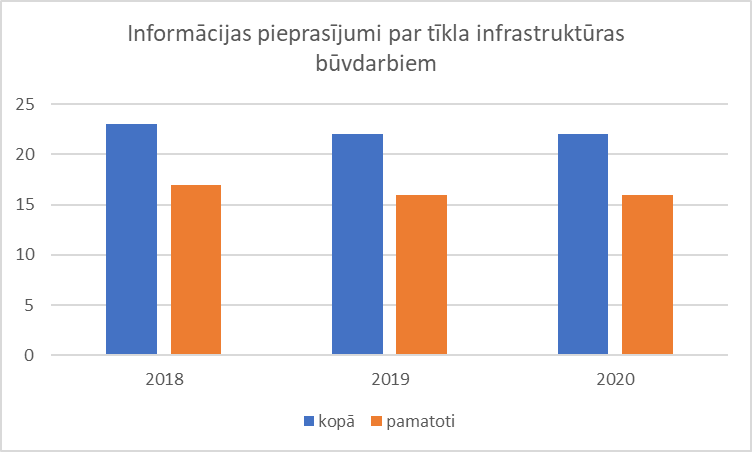 Informācijas pieprasījumi par tīkla infrastruktūras
būvdarbiem
25
20
15
10
5
0
2018 2019 2020
kopā pamatoti